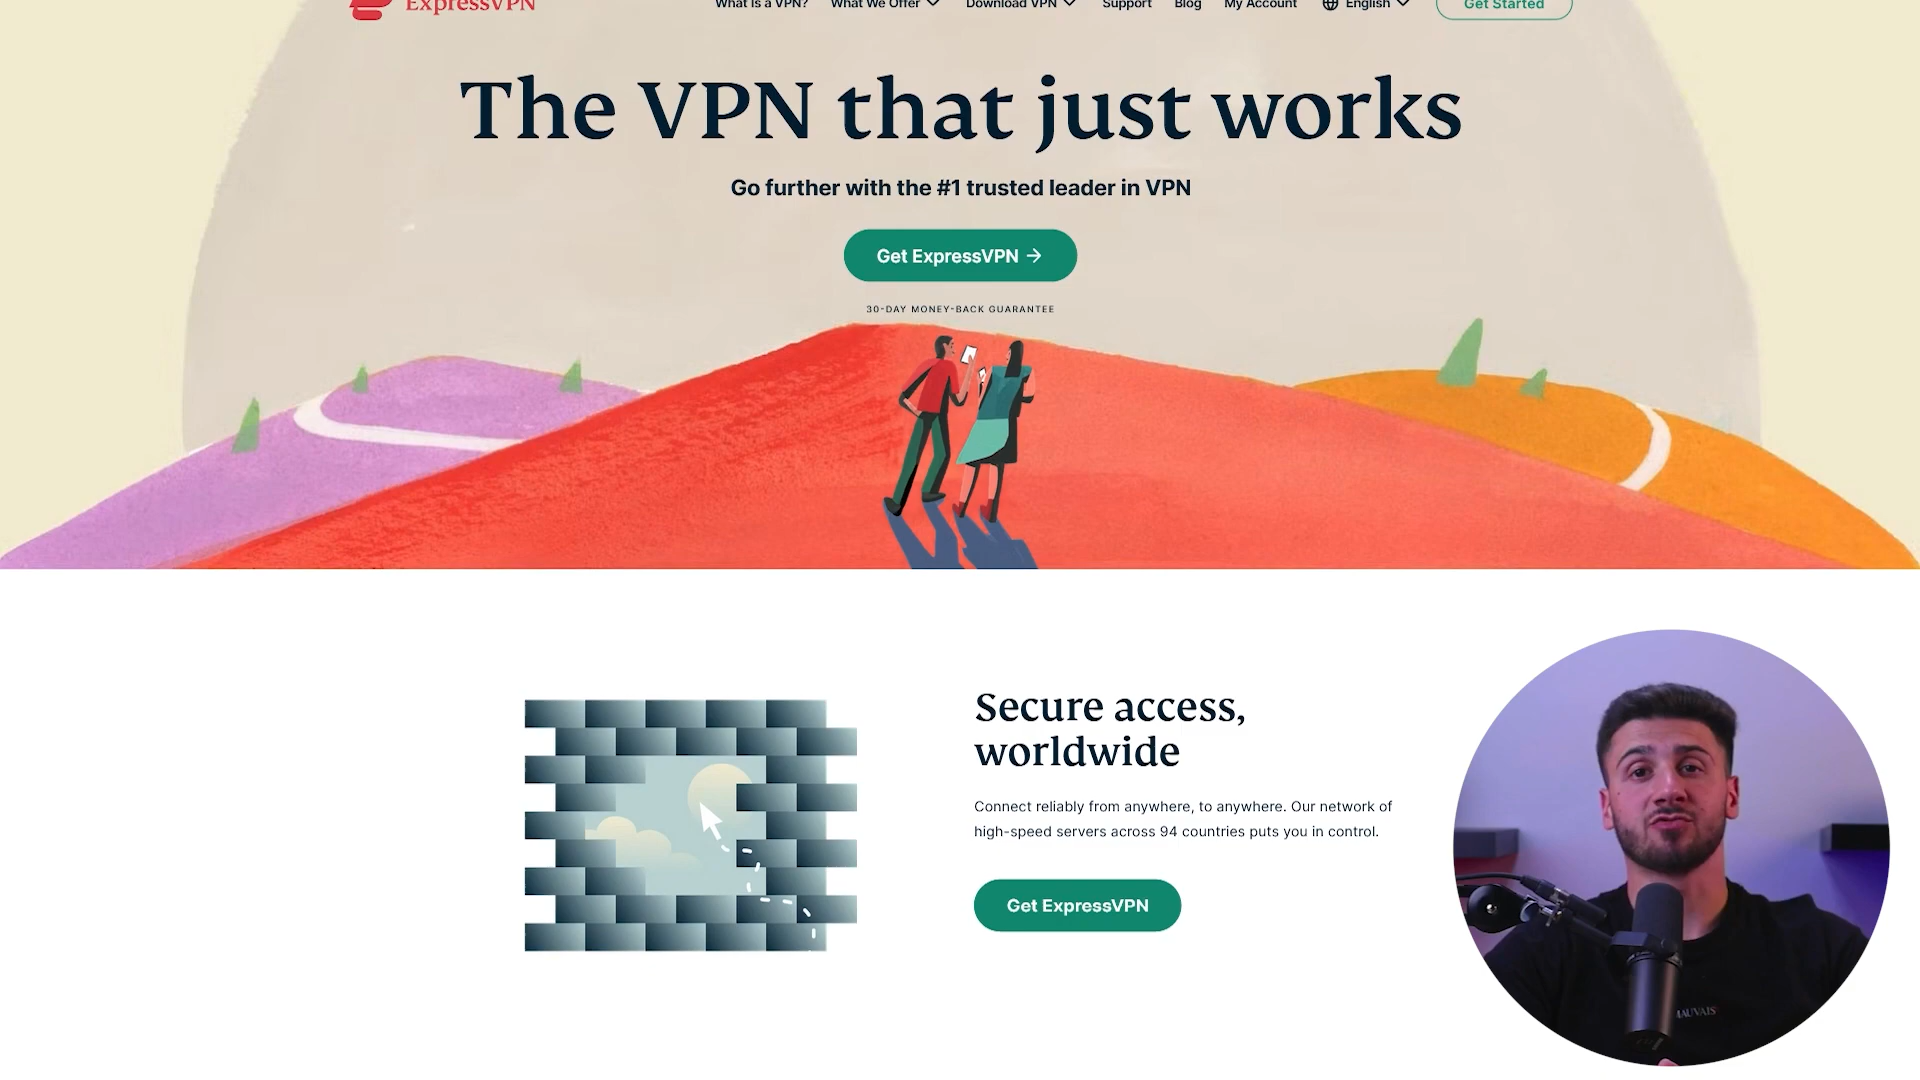 ExpressVPN
What Is a VPN? What We Offer Download VPN Support Blog My Account English Get Started
The VPN that just works
Go further with the #1 trusted leader in VPN
Get ExpressVPN →
30-DAY MONEY-BACK GUARANTEE
Secure access,
worldwide
Connect reliably from anywhere, to anywhere. Our network of
high-speed servers across 94 countries puts you in control.
Get ExpressVPN
MAUVAIS